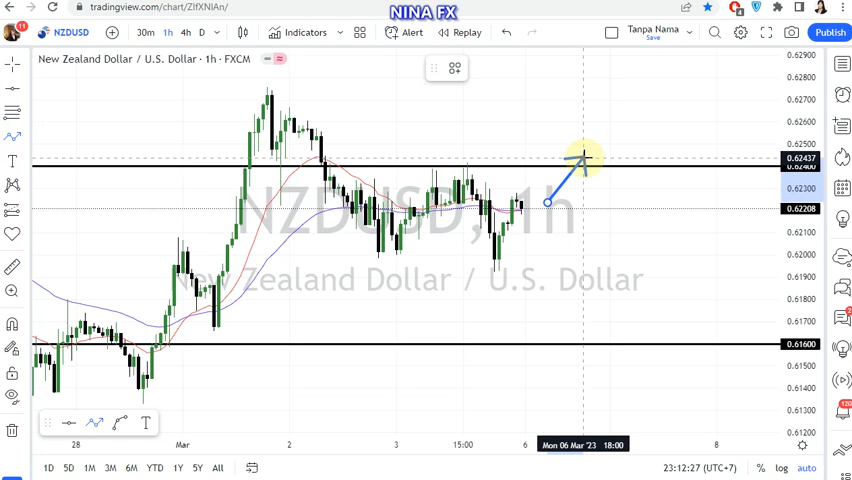 tradingview.com/chart/ZIfXNIAn/
NINA FX
11
NZDUSD
30m 1h 4h D
Indicators
Alert
Replay
Tanpa Nama
Save
Publish
New Zealand Dollar / U.S. Dollar · 1h · FXCM
NZDUSD, 1h
New Zealand Dollar / U.S. Dollar
0.62900
0.62800
0.62700
0.62600
0.62500
0.62437
0.62400
0.62300
0.62208
0.62100
0.62000
0.61900
0.61800
0.61700
0.61600
0.61500
0.61400
0.61300
0.61200
T
T
28 Mar 2 3 15:00 6 Mon 06 Mar '23 18:00 8
1D 5D 1M 3M 6M YTD 1Y 5Y All
23:12:27 (UTC+7) % log auto
120